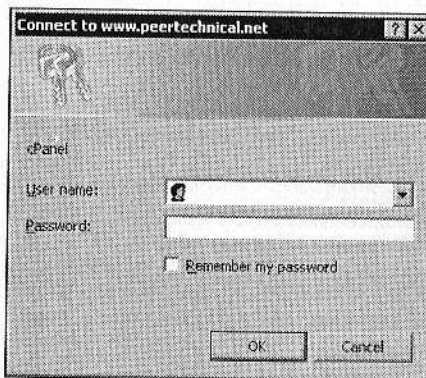 Connect to www.peertechnical.net
cPanel
User name:
Password:
Remember my password
OK
Cancel